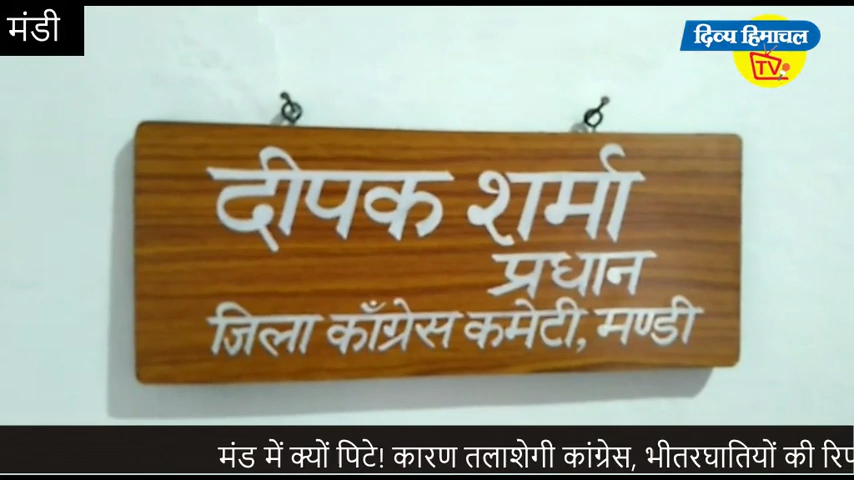 मंडी
दिव्य हिमाचल
TV
दीपक शर्मा
प्रधान
जिला काँग्रेस कमेटी, मण्डी
मंड में क्यों पिटे! कारण तलाशेगी कांग्रेस, भीतरघातियों की